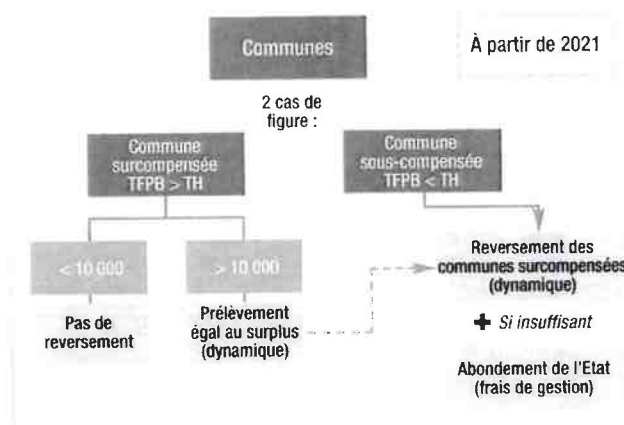 Communes
À partir de 2021
2 cas de
figure :
Commune
surcompensée
TFPB > TH
Commune
sous-compensée
TFPB < TH
< 10 000
> 10 000
Pas de
reversement
Prélèvement
égal au surplus
(dynamique)
Reversement des
communes surcompensées
(dynamique)
+ Si insuffisant
Abondement de l'Etat
(frais de gestion)